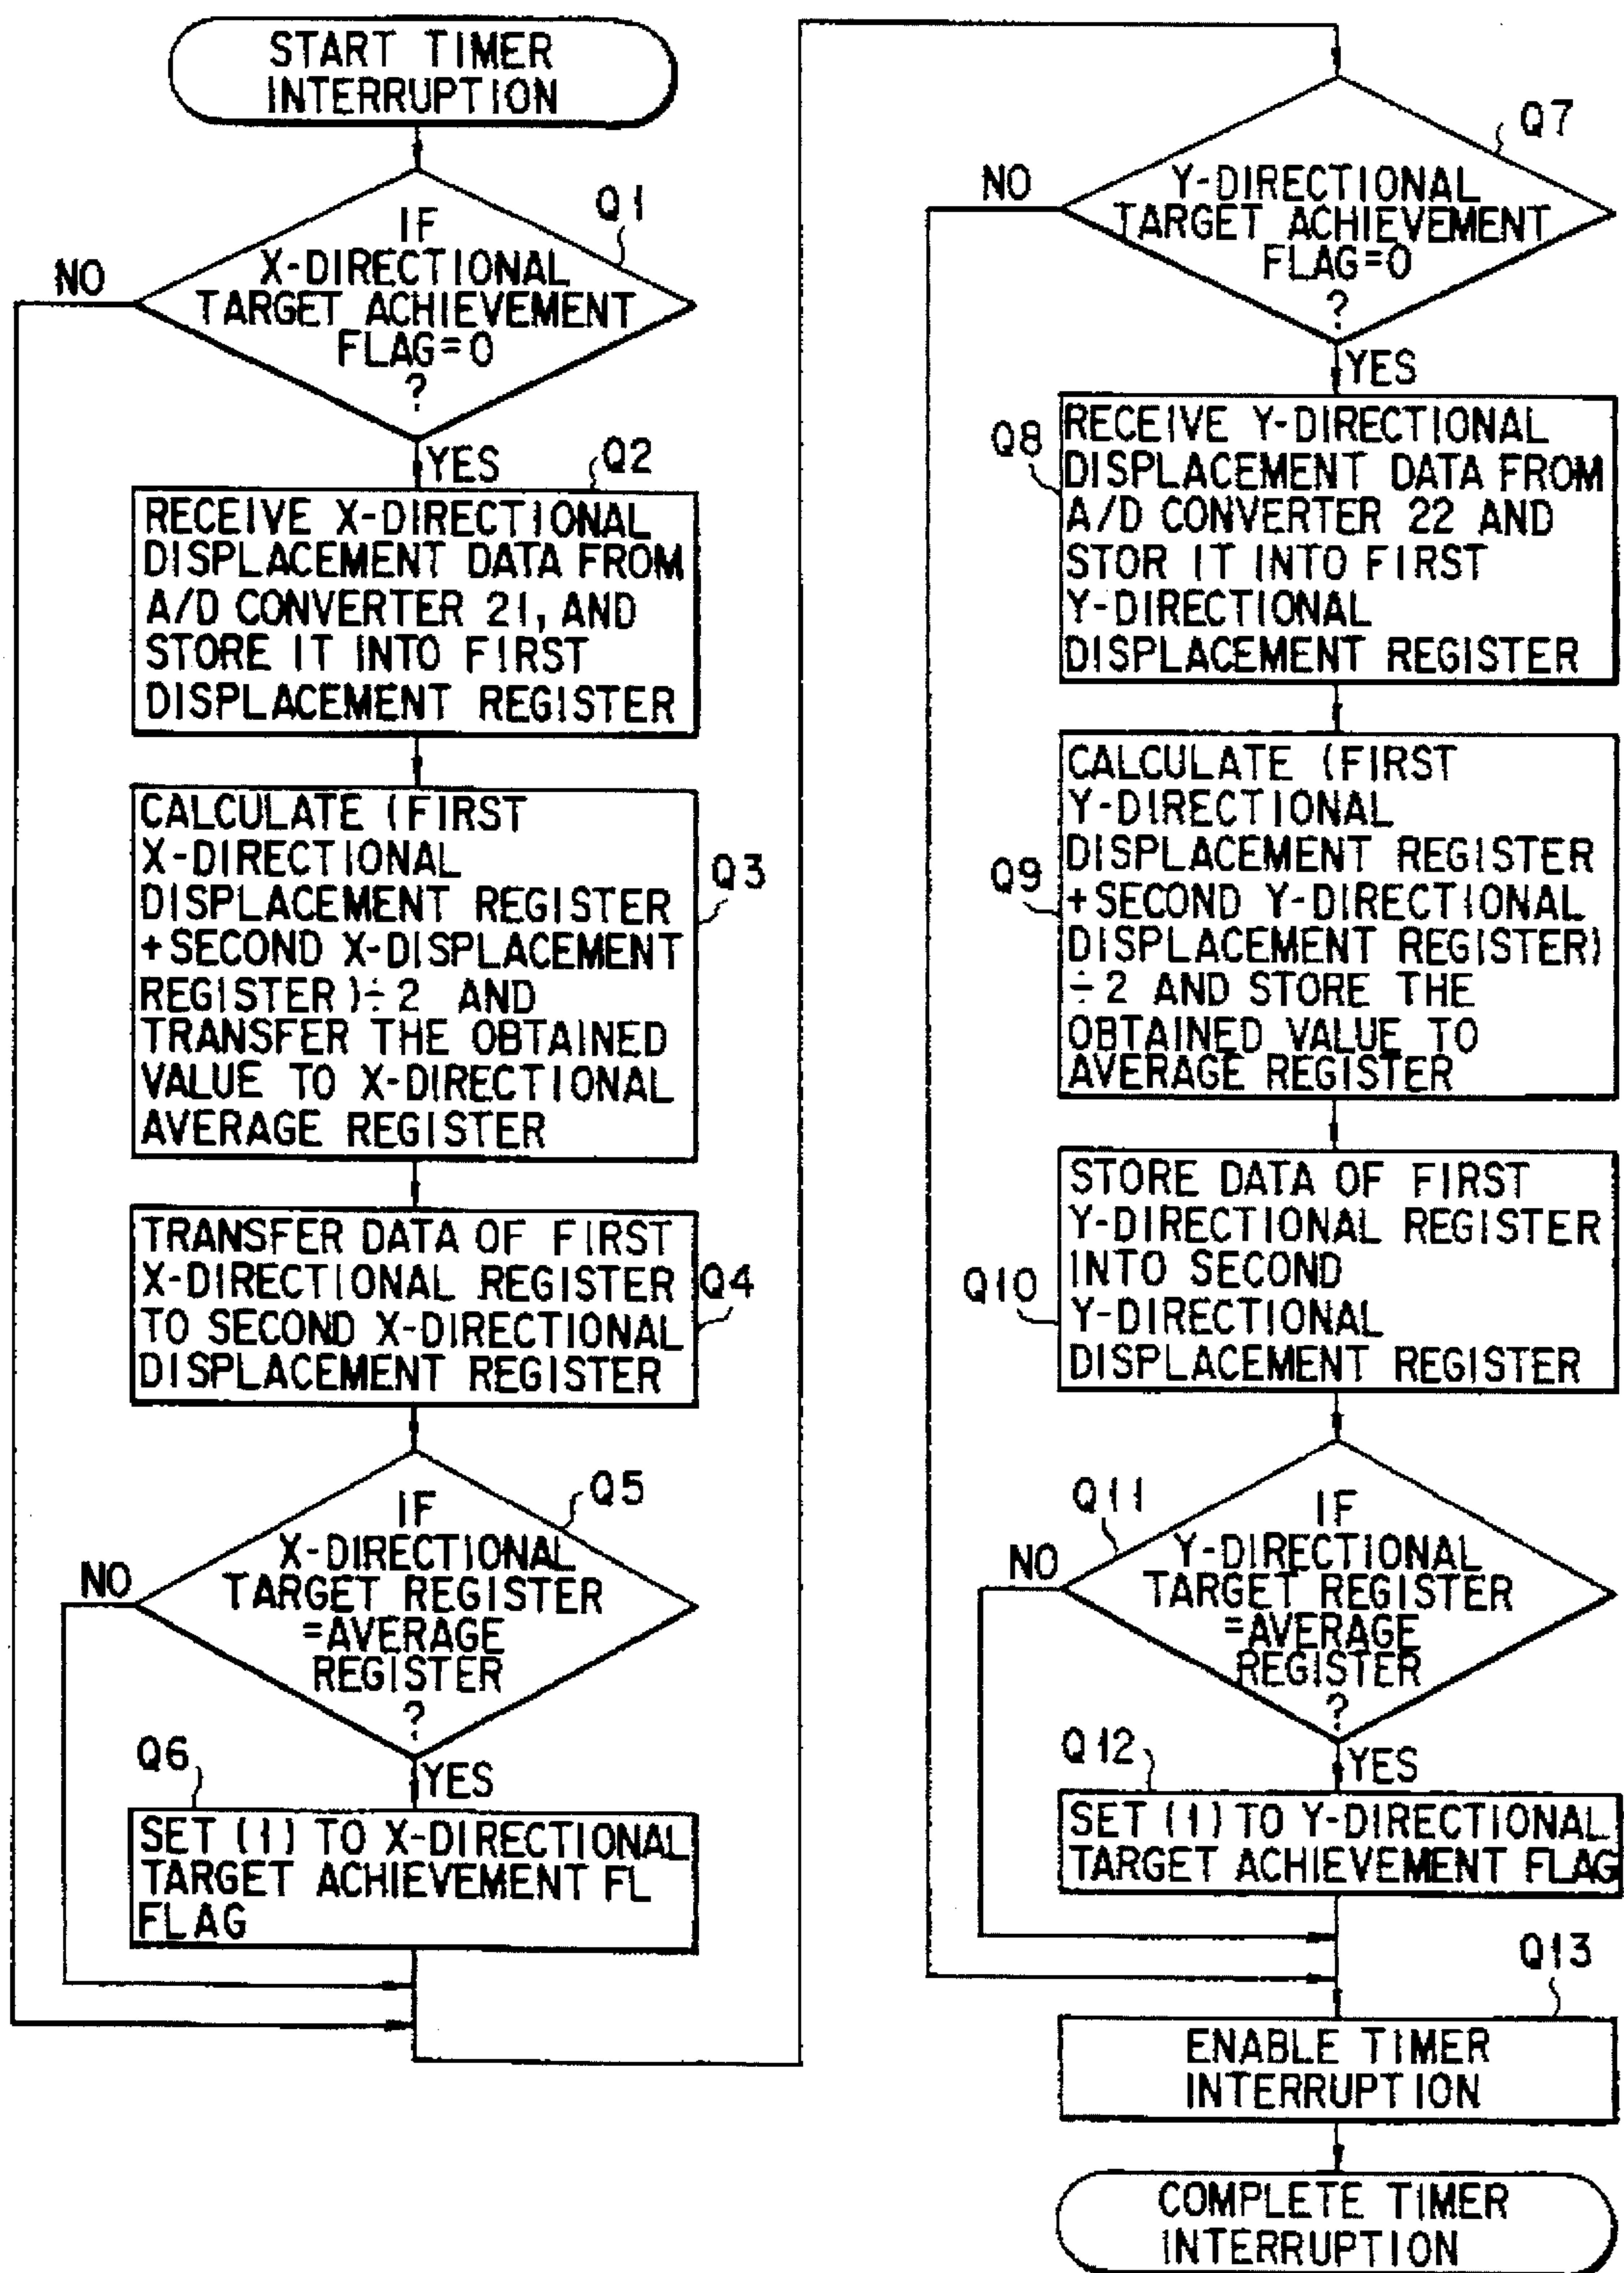 START TIMER
INTERRUPTION
Q1
IF
X-DIRECTIONAL
TARGET ACHIEVEMENT
FLAG=0
?
NO
YES
Q2
RECEIVE X-DIRECTIONAL
DISPLACEMENT DATA FROM
A/D CONVERTER 21, AND
STORE IT INTO FIRST
DISPLACEMENT REGISTER
CALCULATE (FIRST
X-DIRECTIONAL
DISPLACEMENT REGISTER
+SECOND X-DISPLACEMENT
REGISTER)÷2 AND
TRANSFER THE OBTAINED
VALUE TO X-DIRECTIONAL
AVERAGE REGISTER
Q3
TRANSFER DATA OF FIRST
X-DIRECTIONAL REGISTER
TO SECOND X-DIRECTIONAL
DISPLACEMENT REGISTER
Q4
Q5
IF
X-DIRECTIONAL
TARGET REGISTER
=AVERAGE
REGISTER
?
NO
YES
Q6
SET (1) TO X-DIRECTIONAL
TARGET ACHIEVEMENT FL
FLAG
Q7
Y-DIRECTIONAL
TARGET ACHIEVEMENT
FLAG=0
?
NO
YES
Q8
RECEIVE Y-DIRECTIONAL
DISPLACEMENT DATA FROM
A/D CONVERTER 22 AND
STOR IT INTO FIRST
Y-DIRECTIONAL
DISPLACEMENT REGISTER
Q9
CALCULATE (FIRST
Y-DIRECTIONAL
DISPLACEMENT REGISTER
+SECOND Y-DIRECTIONAL
DISPLACEMENT REGISTER)
÷2 AND STORE THE
OBTAINED VALUE TO
AVERAGE REGISTER
Q10
STORE DATA OF FIRST
Y-DIRECTIONAL REGISTER
INTO SECOND
Y-DIRECTIONAL
DISPLACEMENT REGISTER
Q11
IF
Y-DIRECTIONAL
TARGET REGISTER
=AVERAGE
REGISTER
?
NO
YES
Q12
SET (1) TO Y-DIRECTIONAL
TARGET ACHIEVEMENT FLAG
Q13
ENABLE TIMER
INTERRUPTION
COMPLETE TIMER
INTERRUPTION